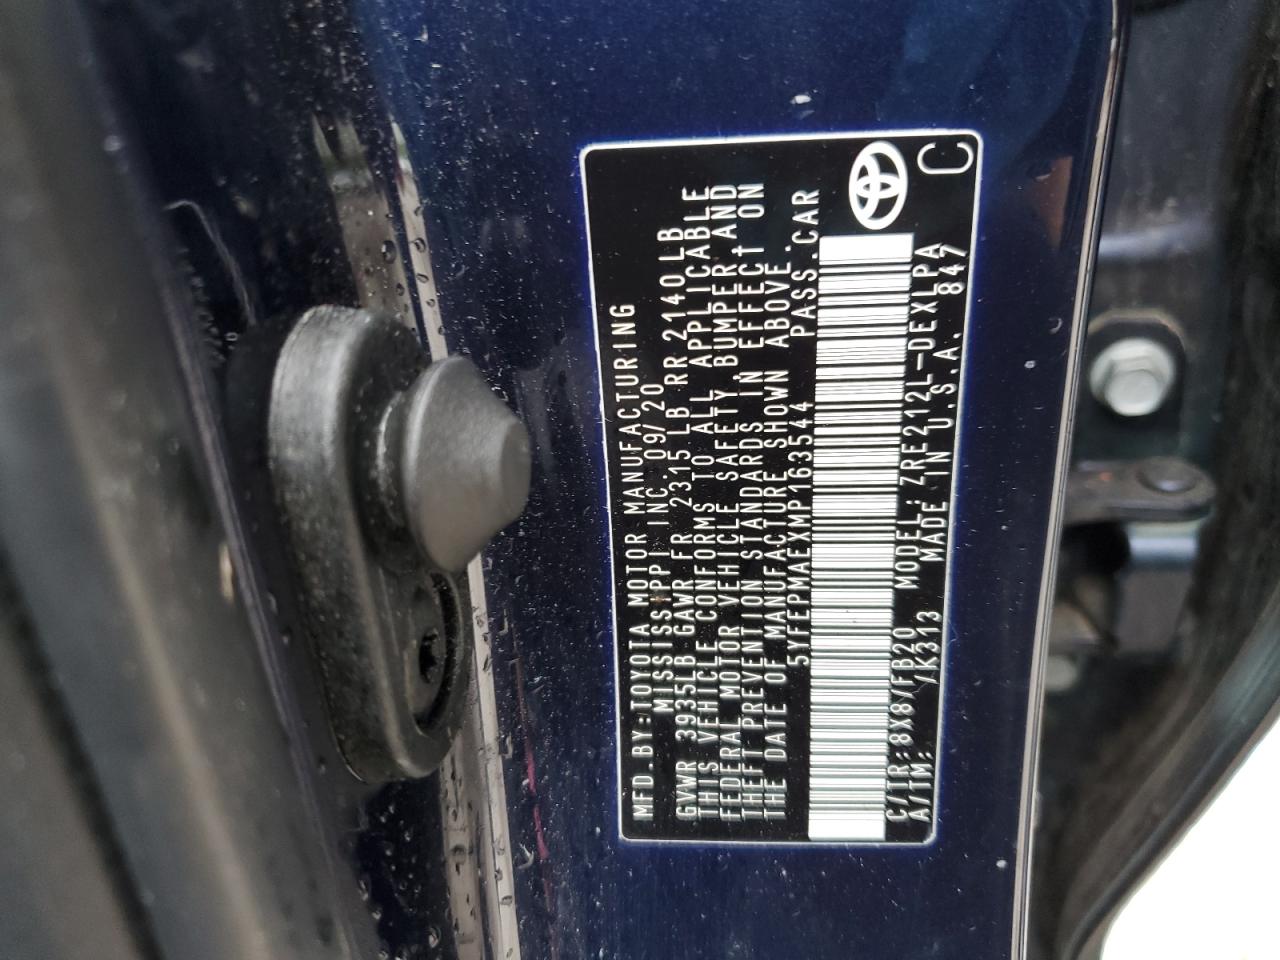 MFD.BY:TOYOTA MOTOR MANUFACTURING
MISSISSIPPI INC.09/20
GVWR 3935LB GAWR FR 2315LB RR 2140LB
THIS VEHICLE CONFORMS TO ALL APPLICABLE
FEDERAL MOTOR VEHICLE SAFETY, BUMPER AND
THEFT PREVENTION STANDARDS IN EFFECT ON
THE DATE OF MANUFACTURE SHOWN ABOVE.
5YFEPMAEXMP163544 PASS.CAR
C/TR:8X8/FB20 MODEL:ZRE212L-DEXLPA
A/TM: /K313 MADE IN U.S.A. 847
C